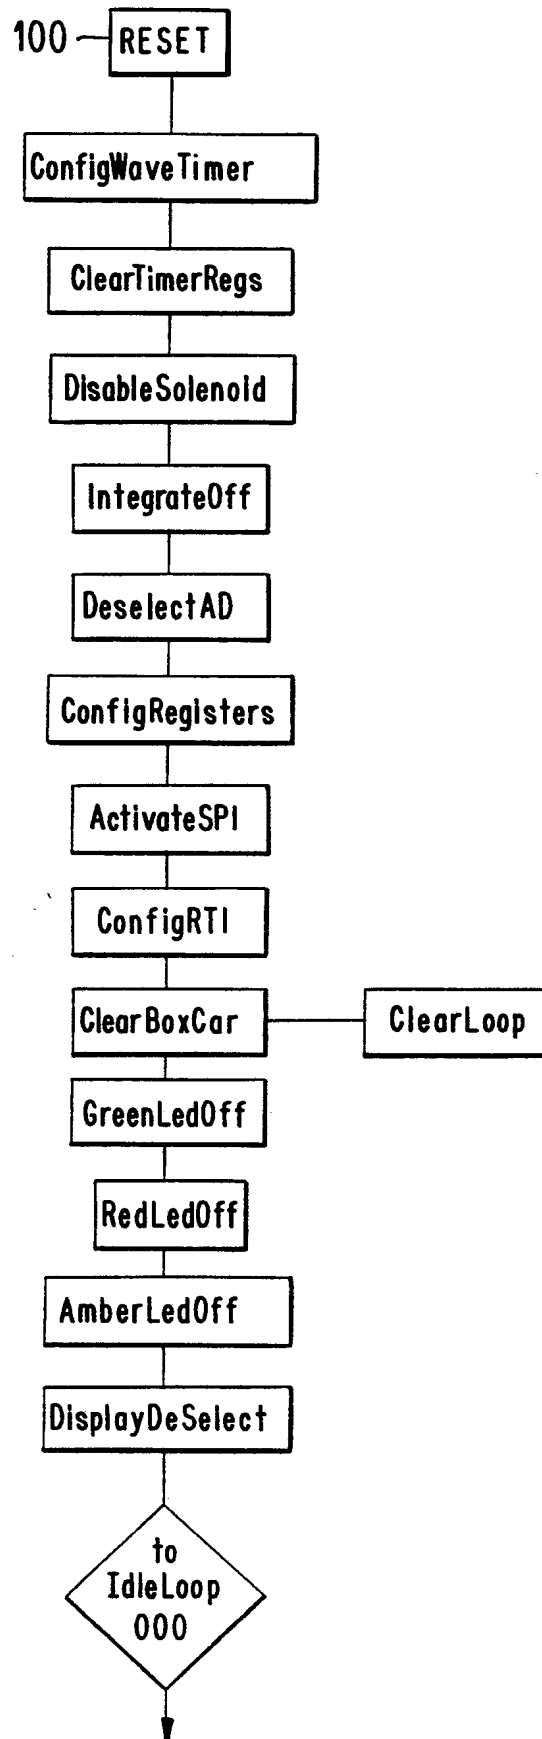 100 RESET
ConfigWaveTimer
ClearTimerRegs
DisableSolenoid
IntegrateOff
DeselectAD
ConfigRegisters
ActivateSPI
ConfigRTI
ClearBoxCar ClearLoop
GreenLedOff
RedLedOff
AmberLedOff
DisplayDeSelect
to
IdleLoop
000